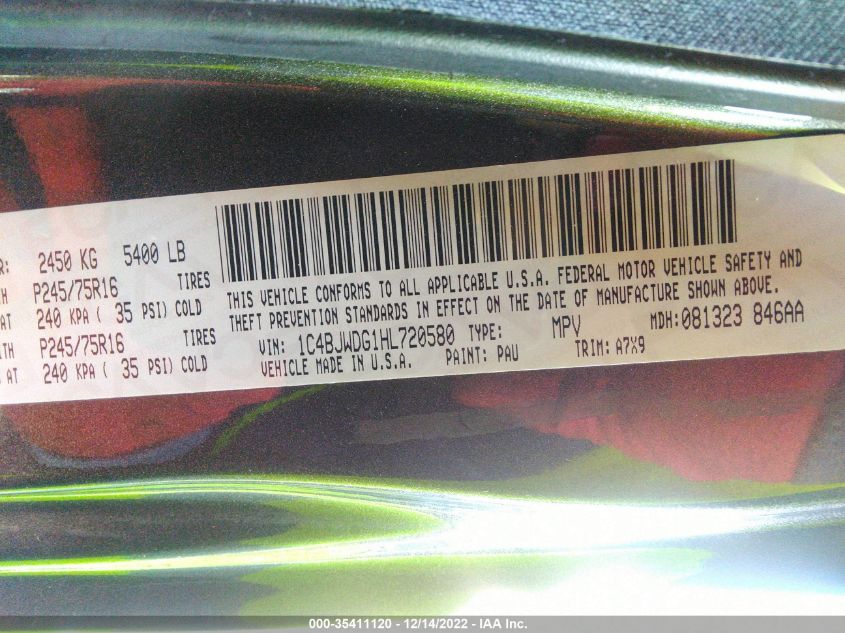 R: 2450 KG 5400 LB
P245/75R16 TIRES
AT 240 KPA ( 35 PSI) COLD
ITH P245/75R16 TIRES
S AT 240 KPA ( 35 PSI) COLD
THIS VEHICLE CONFORMS TO ALL APPLICABLE U.S.A. FEDERAL MOTOR VEHICLE SAFETY AND
THEFT PREVENTION STANDARDS IN EFFECT ON THE DATE OF MANUFACTURE SHOWN ABOVE.
VIN: 1C4BJWDG1HL720580 TYPE: MPV MDH:081323 846AA
VEHICLE MADE IN U.S.A. PAINT: PAU TRIM: A7X9
000-35411120 - 12/14/2022 - IAA Inc.